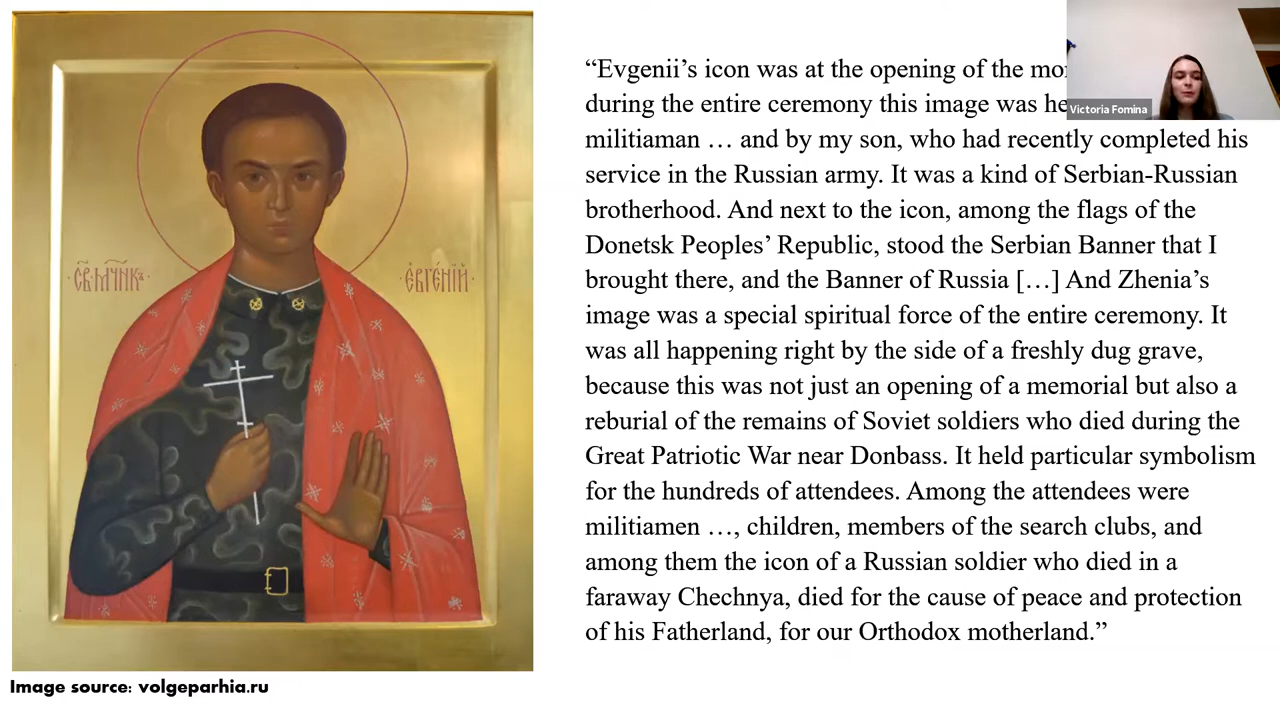 “Evgenii’s icon was at the opening of the
during the entire ceremony this image was
militiaman … and by my son, who had recently completed his
service in the Russian army. It was a kind of Serbian-Russian
brotherhood. And next to the icon, among the flags of the
Donetsk Peoples’ Republic, stood the Serbian Banner that I
brought there, and the Banner of Russia […] And Zhenia’s
image was a special spiritual force of the entire ceremony. It
was all happening right by the side of a freshly dug grave,
because this was not just an opening of a memorial but also a
reburial of the remains of Soviet soldiers who died during the
Great Patriotic War near Donbass. It held particular symbolism
for the hundreds of attendees. Among the attendees were
militiamen …, children, members of the search clubs, and
among them the icon of a Russian soldier who died in a
faraway Chechnya, died for the cause of peace and protection
of his Fatherland, for our Orthodox motherland.”
Victoria Fomina
·ЄВГЕ́НІЙ·
Image source: volgeparhia.ru